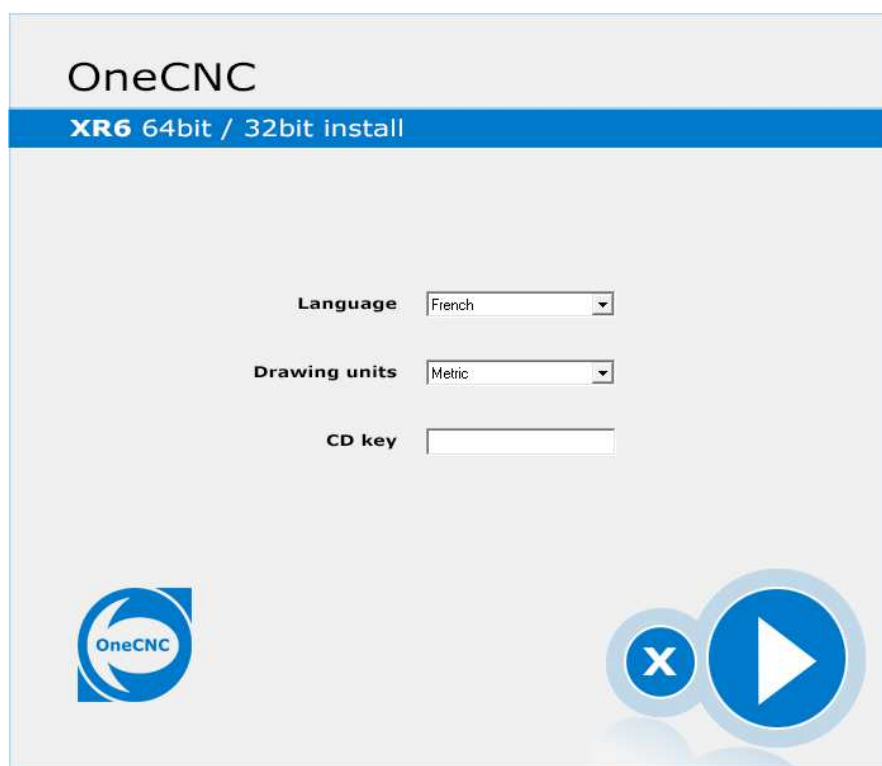 OneCNC
XR6 64bit / 32bit install
Language French
Drawing units Metric
CD key
OneCNC
X